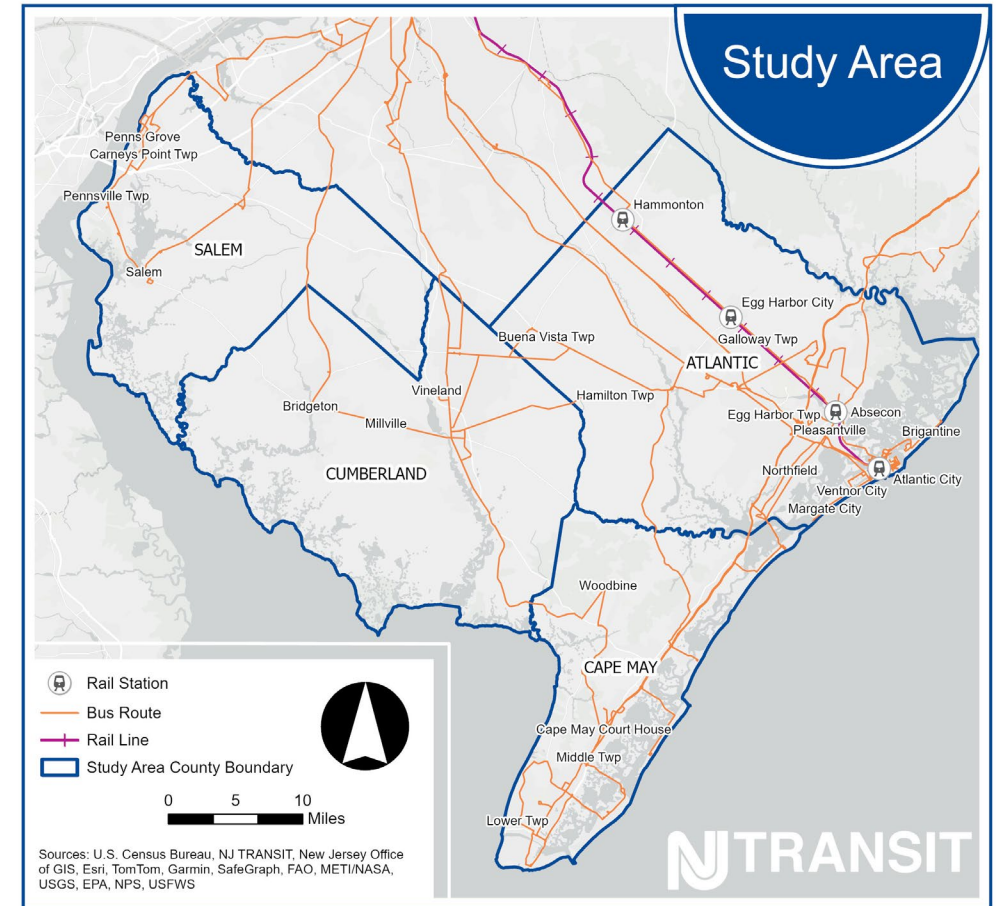 Study Area
Penns Grove
Carneys Point Twp
Pennsville Twp
Hammonton
SALEM
Salem
Egg Harbor City
Buena Vista Twp
Galloway Twp
ATLANTIC
Vineland
Hamilton Twp
Bridgeton
Millville
Egg Harbor Twp
Absecon
Pleasantville
Brigantine
CUMBERLAND
Northfield
Atlantic City
Ventnor City
Margate City
Woodbine
CAPE MAY
Cape May Court House
Middle Twp
Lower Twp
Rail Station
Bus Route
Rail Line
Study Area County Boundary
0 5 10
Miles
Sources: U.S. Census Bureau, NJ TRANSIT, New Jersey Office
of GIS, Esri, TomTom, Garmin, SafeGraph, FAO, METI/NASA,
USGS, EPA, NPS, USFWS
NJ TRANSIT